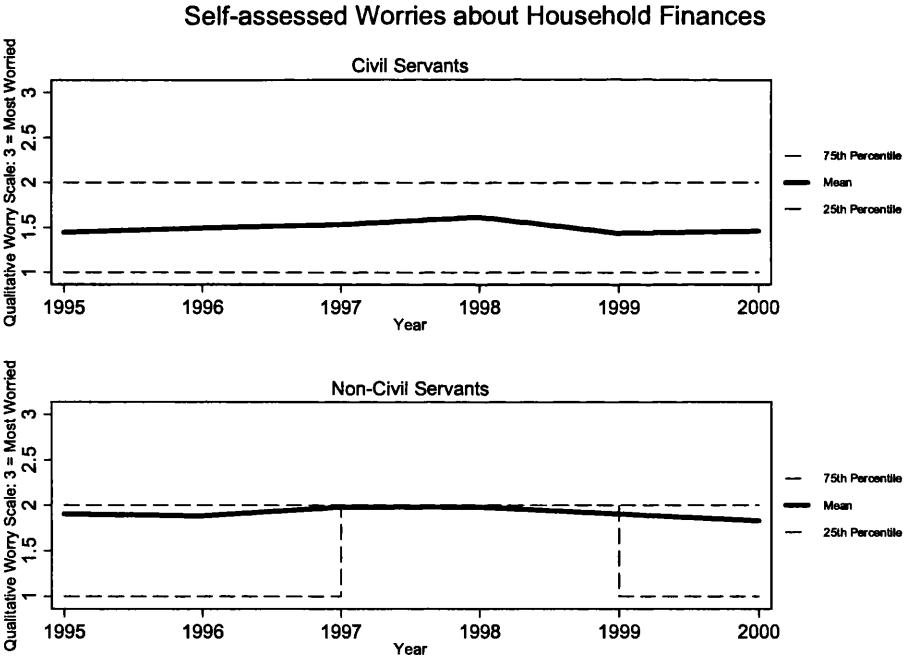 Self-assessed Worries about Household Finances
Civil Servants
Qualitative Worry Scale: 3 = Most Worried
3
2.5
2
1.5
1
1995 1996 1997 1998 1999 2000
Year
75th Percentile
Mean
25th Percentile
Non-Civil Servants
Qualitative Worry Scale: 3 = Most Worried
3
2.5
2
1.5
1
1995 1996 1997 1998 1999 2000
Year
75th Percentile
Mean
25th Percentile